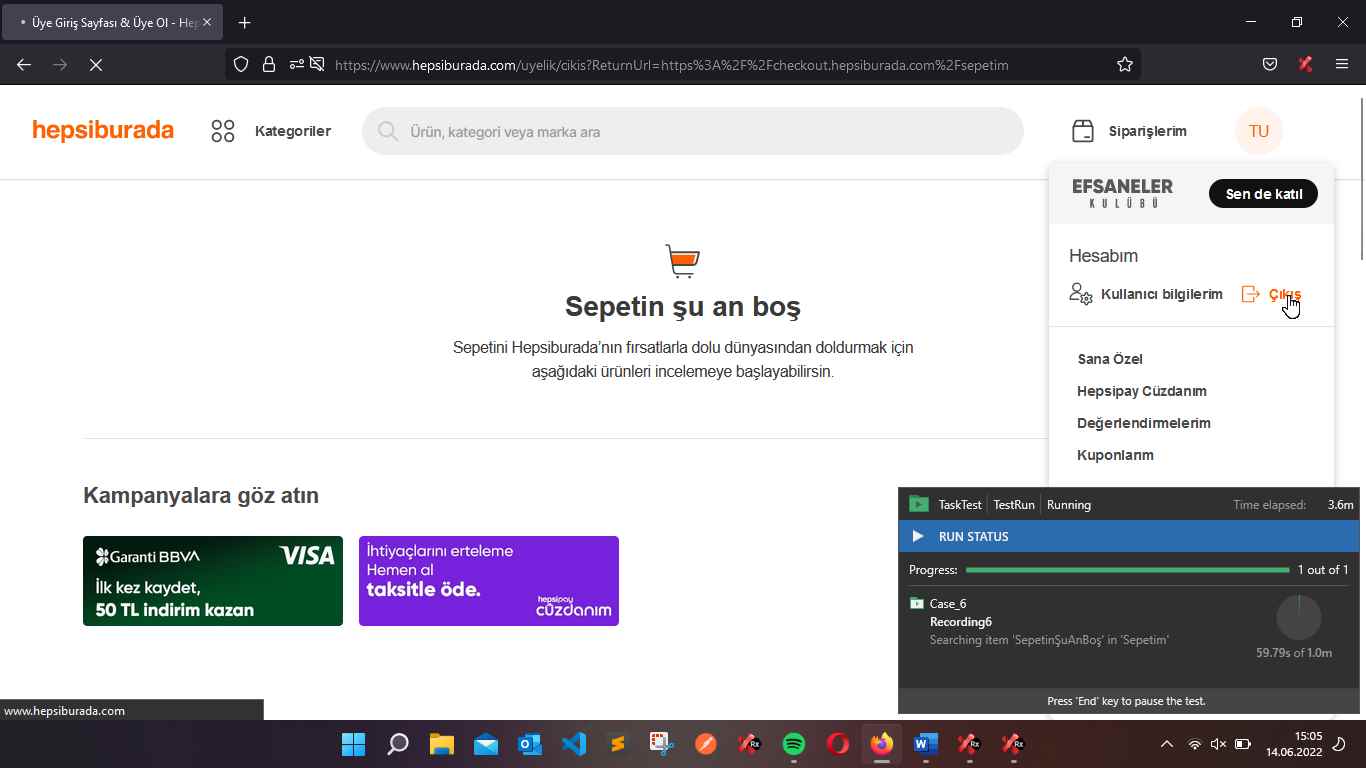 Üye Giriş Sayfası & Üye Ol - Hep
https://www.hepsiburada.com/uyelik/cikis?ReturnUrl=https%3A%2F%2Fcheckout.hepsiburada.com%2Fsepetim
hepsiburada
Kategoriler
Ürün, kategori veya marka ara
Siparişlerim
TU
EFSANELER
KULÜBÜ
Sen de katıl
Hesabım
Kullanıcı bilgilerim
Çıkış
Sana Özel
Hepsipay Cüzdanım
Değerlendirmelerim
Kuponlarım
Sepetin şu an boş
Sepetini Hepsiburada’nın fırsatlarla dolu dünyasından doldurmak için
aşağıdaki ürünleri incelemeye başlayabilirsin.
Kampanyalara göz atın
Garanti BBVA
VISA
İlk kez kaydet,
50 TL indirim kazan
İhtiyaçlarını erteleme
Hemen al
taksitle öde.
hepsipay
cüzdanım
TaskTest TestRun Running Time elapsed: 3.6m
RUN STATUS
Progress: 1 out of 1
Case_6
Recording6
Searching item 'SepetinŞuAnBoş' in 'Sepetim'
59.79s of 1.0m
Press 'End' key to pause the test.
www.hepsiburada.com
Rx
Rx
Rx
15:05
14.06.2022